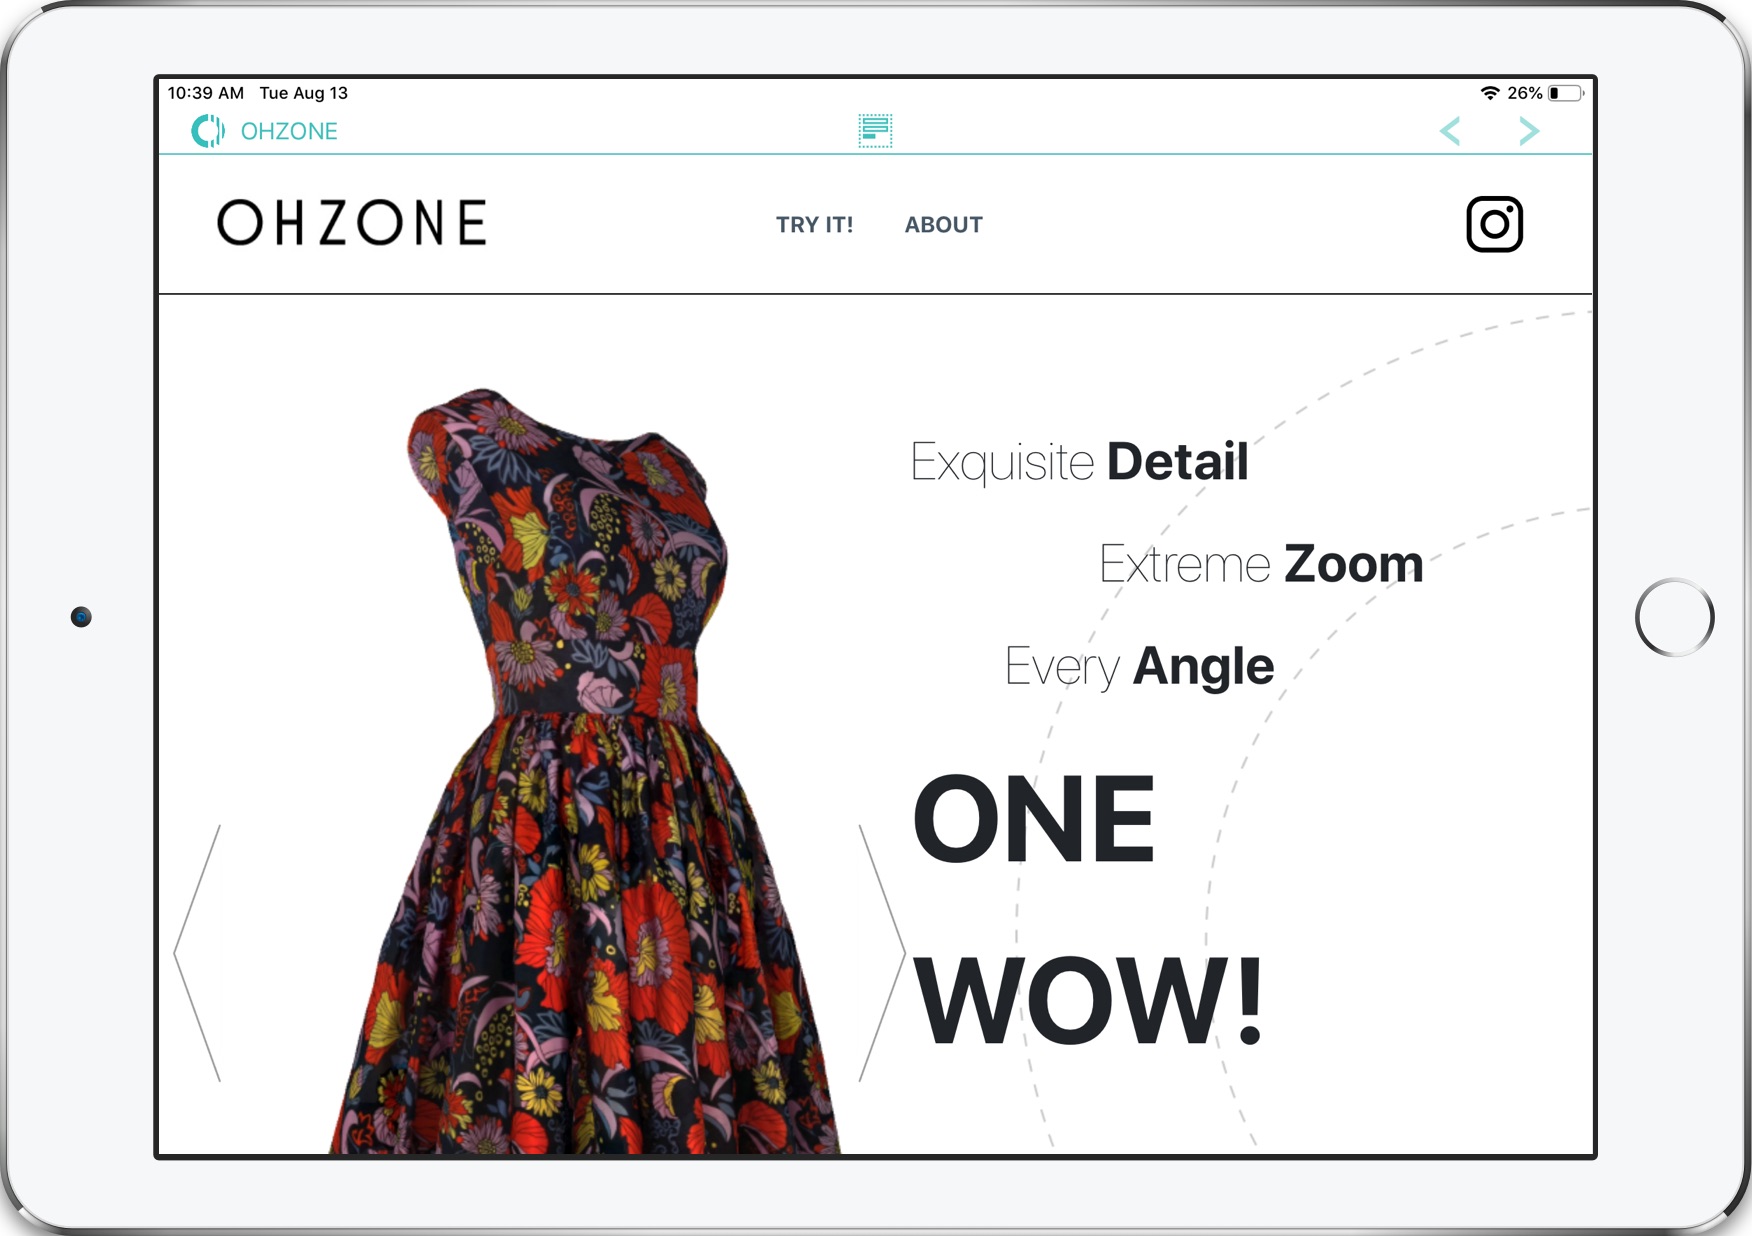 10:39 AM Tue Aug 13 26%
OHZONE
OHZONE TRY IT! ABOUT
Exquisite Detail
Extreme Zoom
Every Angle
ONE
WOW!